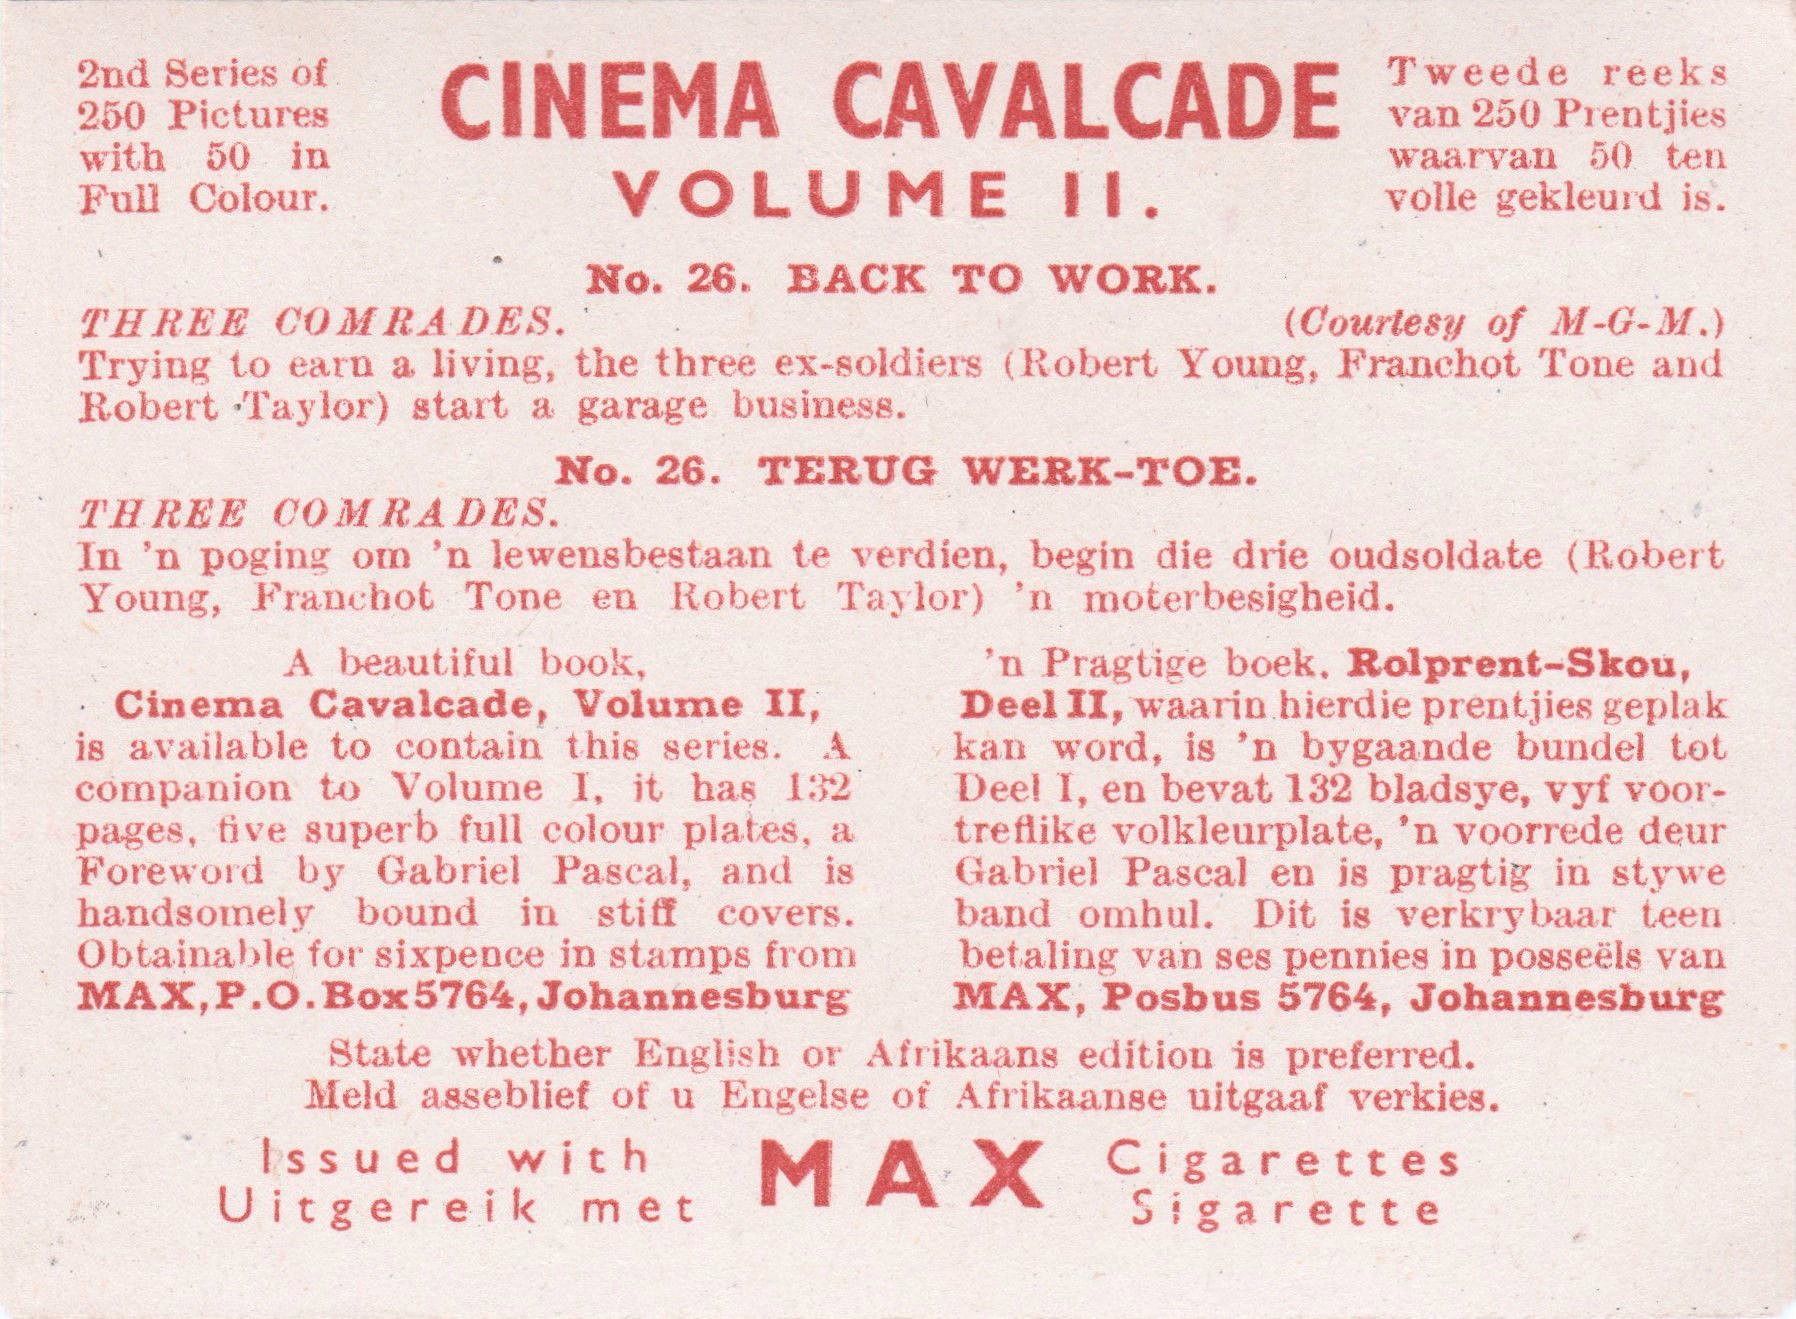 2nd Series of
250 Pictures
with 50 in
Full Colour.
CINEMA CAVALCADE
VOLUME II.
Tweede reeks
van 250 Prentjies
waarvan 50 ten
volle gekleurd is.
No. 26. BACK TO WORK.
THREE COMRADES. (Courtesy of M-G-M.)
Trying to earn a living, the three ex-soldiers (Robert Young, Franchot Tone and
Robert Taylor) start a garage business.
No. 26. TERUG WERK-TOE.
THREE COMRADES.
In 'n poging om 'n lewensbestaan te verdien, begin die drie oudsoldate (Robert
Young, Franchot Tone en Robert Taylor) 'n moterbesigheid.
A beautiful book,
Cinema Cavalcade, Volume II,
is available to contain this series. A
companion to Volume I, it has 132
pages, five superb full colour plates, a
Foreword by Gabriel Pascal, and is
handsomely bound in stiff covers.
Obtainable for sixpence in stamps from
MAX, P.O. Box 5764, Johannesburg
'n Pragtige boek, Rolprent-Skou,
Deel II, waarin hierdie prentjies geplak
kan word, is 'n bygaande bundel tot
Deel I, en bevat 132 bladsye, vyf voor-
treflike volkleurplate, 'n voorrede deur
Gabriel Pascal en is pragtig in stywe
band omhul. Dit is verkrybaar teen
betaling van ses pennies in posseëls van
MAX, Posbus 5764, Johannesburg
State whether English or Afrikaans edition is preferred.
Meld asseblief of u Engelse of Afrikaanse uitgaaf verkies.
Issued with
Uitgereik met
MAX
Cigarettes
Sigarette